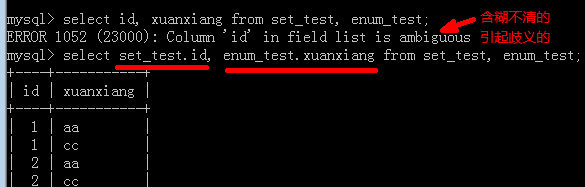 mysql> select id, xuanxiang from set_test, enum_test;
含糊不清的
ERROR 1052 (23000): Column 'id' in field list is ambiguous
引起歧义的
mysql> select set_test.id, enum_test.xuanxiang from set_test, enum_test;
+----+-----------+
| id | xuanxiang |
+----+-----------+
| 1 | aa |
| 1 | cc |
| 2 | aa |
| 2 | cc |